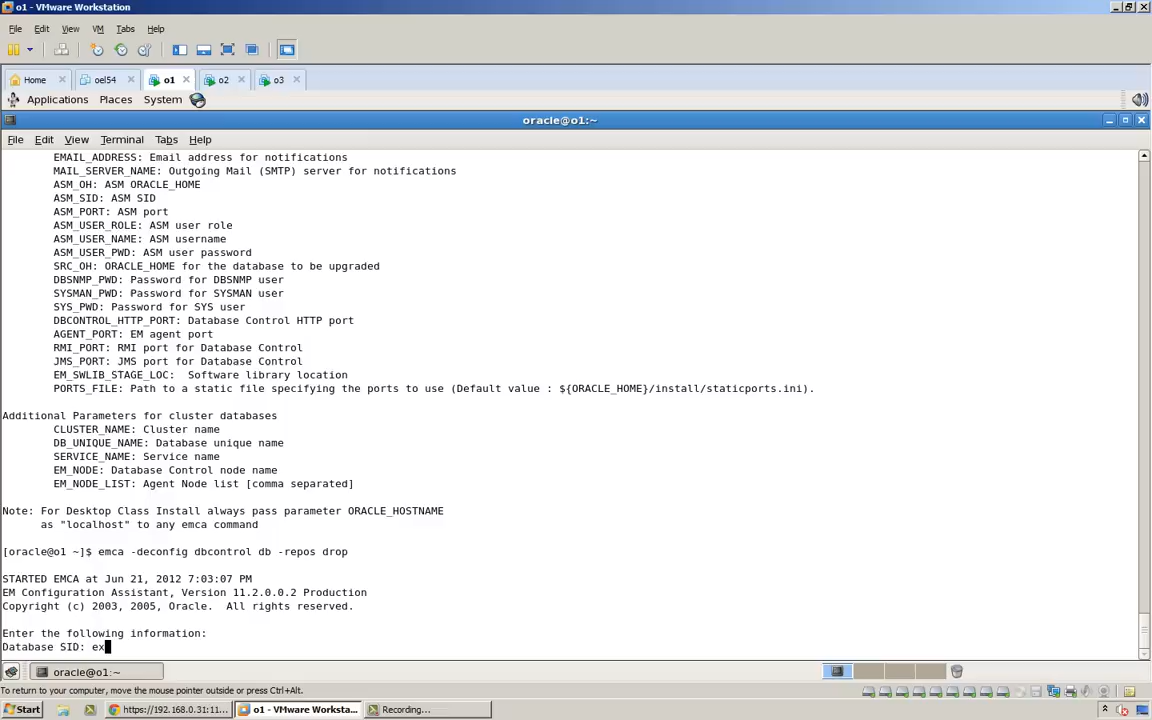 o1 - VMware Workstation
File Edit View VM Tabs Help
Home oel54 o1 o2 o3
Applications Places System
oracle@o1:~
File Edit View Terminal Tabs Help
EMAIL_ADDRESS: Email address for notifications
MAIL_SERVER_NAME: Outgoing Mail (SMTP) server for notifications
ASM_OH: ASM ORACLE_HOME
ASM_SID: ASM SID
ASM_PORT: ASM port
ASM_USER_ROLE: ASM user role
ASM_USER_NAME: ASM username
ASM_USER_PWD: ASM user password
SRC_OH: ORACLE_HOME for the database to be upgraded
DBSNMP_PWD: Password for DBSNMP user
SYSMAN_PWD: Password for SYSMAN user
SYS_PWD: Password for SYS user
DBCONTROL_HTTP_PORT: Database Control HTTP port
AGENT_PORT: EM agent port
RMI_PORT: RMI port for Database Control
JMS_PORT: JMS port for Database Control
EM_SWLIB_STAGE_LOC:  Software library location
PORTS_FILE: Path to a static file specifying the ports to use (Default value : ${ORACLE_HOME}/install/staticports.ini).
Additional Parameters for cluster databases
CLUSTER_NAME: Cluster name
DB_UNIQUE_NAME: Database unique name
SERVICE_NAME: Service name
EM_NODE: Database Control node name
EM_NODE_LIST: Agent Node list [comma separated]
Note: For Desktop Class Install always pass parameter ORACLE_HOSTNAME
as "localhost" to any emca command
[oracle@o1 ~]$ emca -deconfig dbcontrol db -repos drop
STARTED EMCA at Jun 21, 2012 7:03:07 PM
EM Configuration Assistant, Version 11.2.0.0.2 Production
Copyright (c) 2003, 2005, Oracle.  All rights reserved.
Enter the following information:
Database SID: ex
oracle@o1:~
To return to your computer, move the mouse pointer outside or press Ctrl+Alt.
Start https://192.168.0.31:11... o1 - VMware Worksta... Recording...